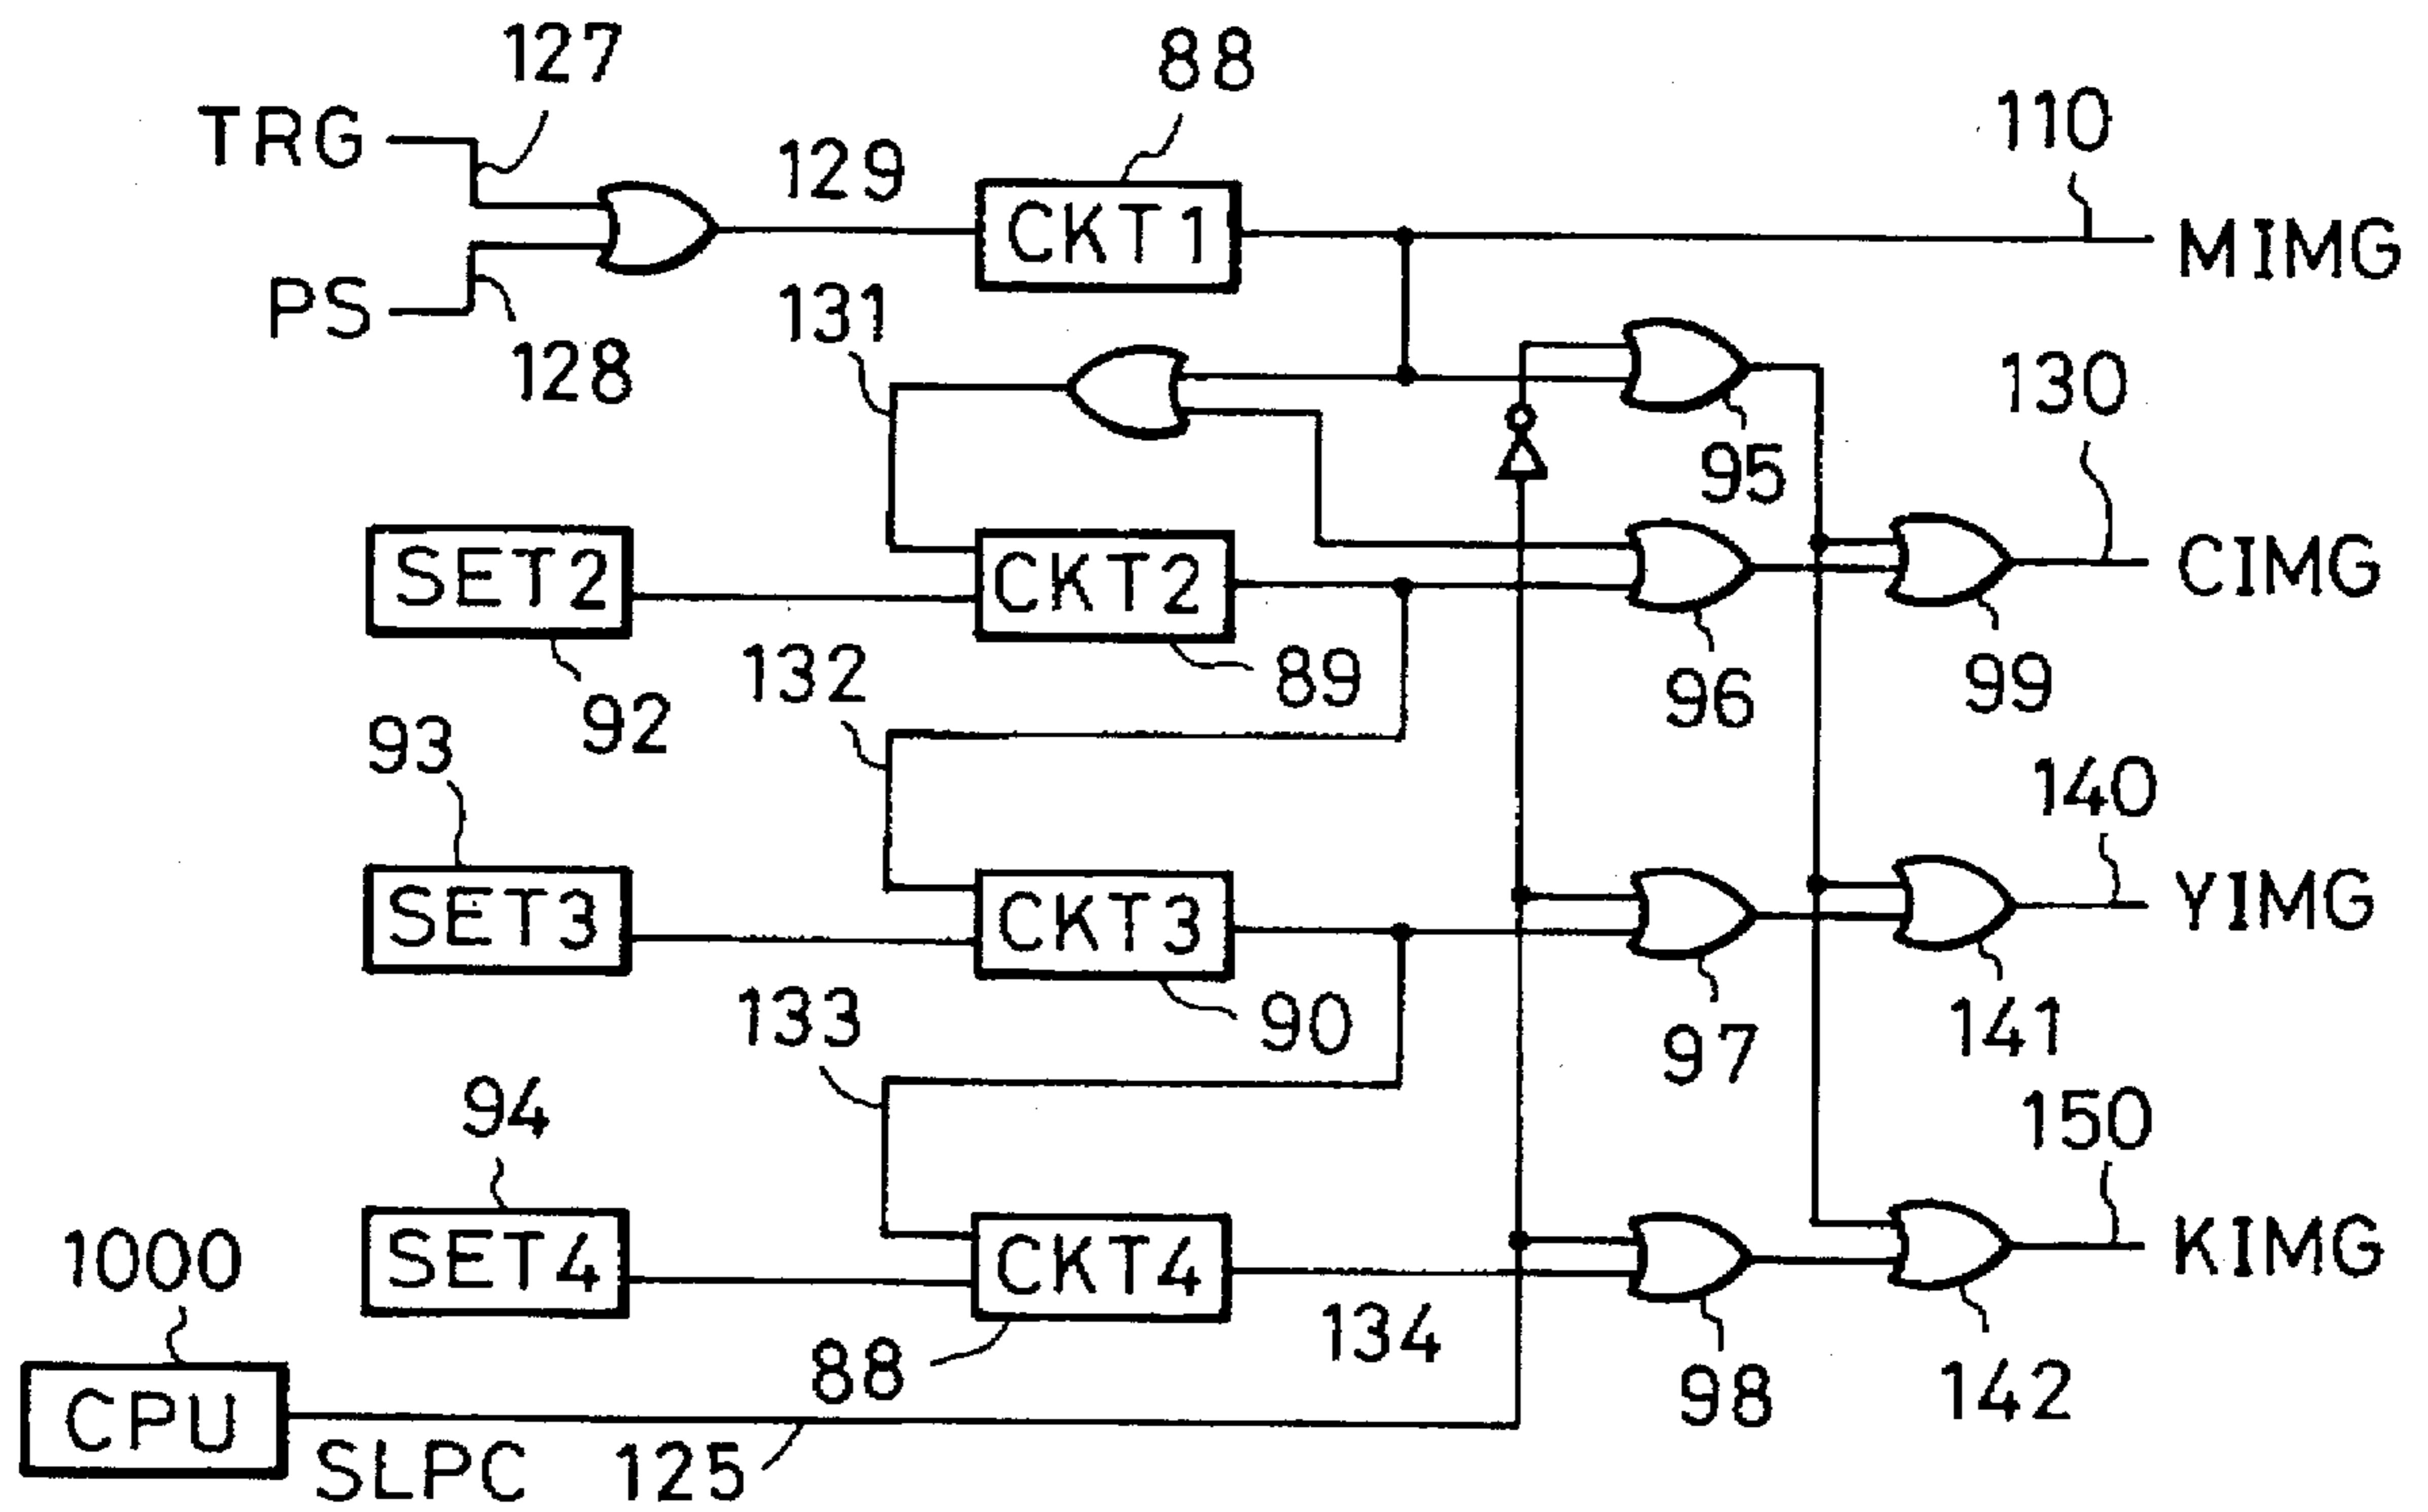 127
88
TRG
129
110
CKT1
MIMG
PS
131
128
130
95
SET2
CKT2
CIMG
132
89
96
99
92
93
140
SET3
CKT3
YIMG
133
90
97
141
94
150
1000
SET4
CKT4
KIMG
88
134
98
142
CPU
SLPC
125